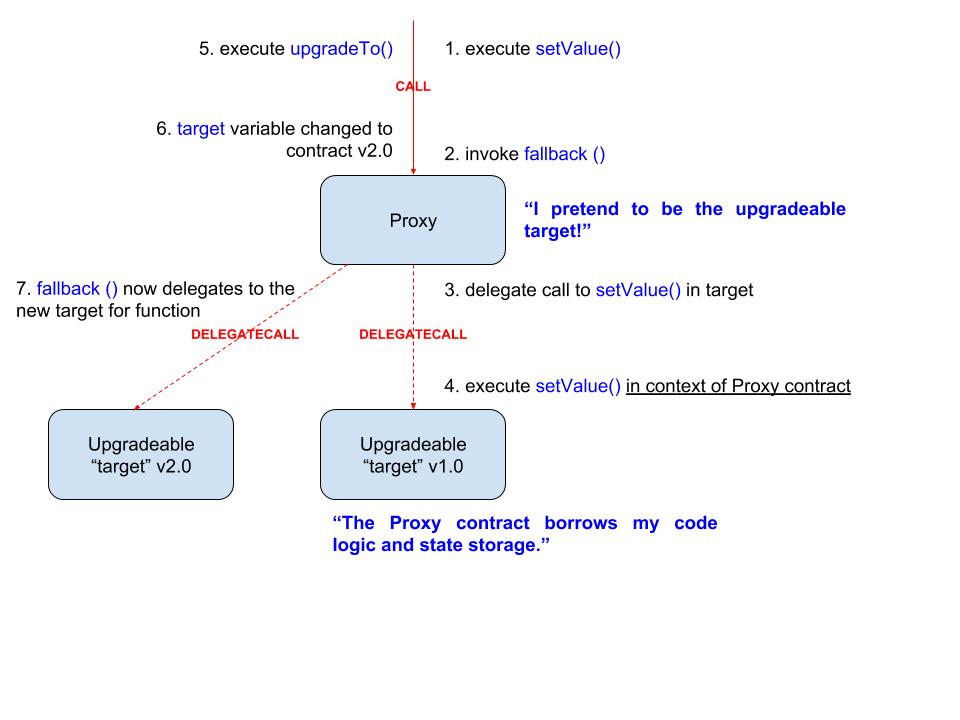 5. execute upgradeTo()
1. execute setValue()
CALL
6. target variable changed to
contract v2.0
2. invoke fallback ()
Proxy
“I pretend to be the upgradeable
target!”
7. fallback () now delegates to the
new target for function
3. delegate call to setValue() in target
DELEGATECALL
DELEGATECALL
4. execute setValue() in context of Proxy contract
Upgradeable
“target” v2.0
Upgradeable
“target” v1.0
“The Proxy contract borrows my code
logic and state storage.”